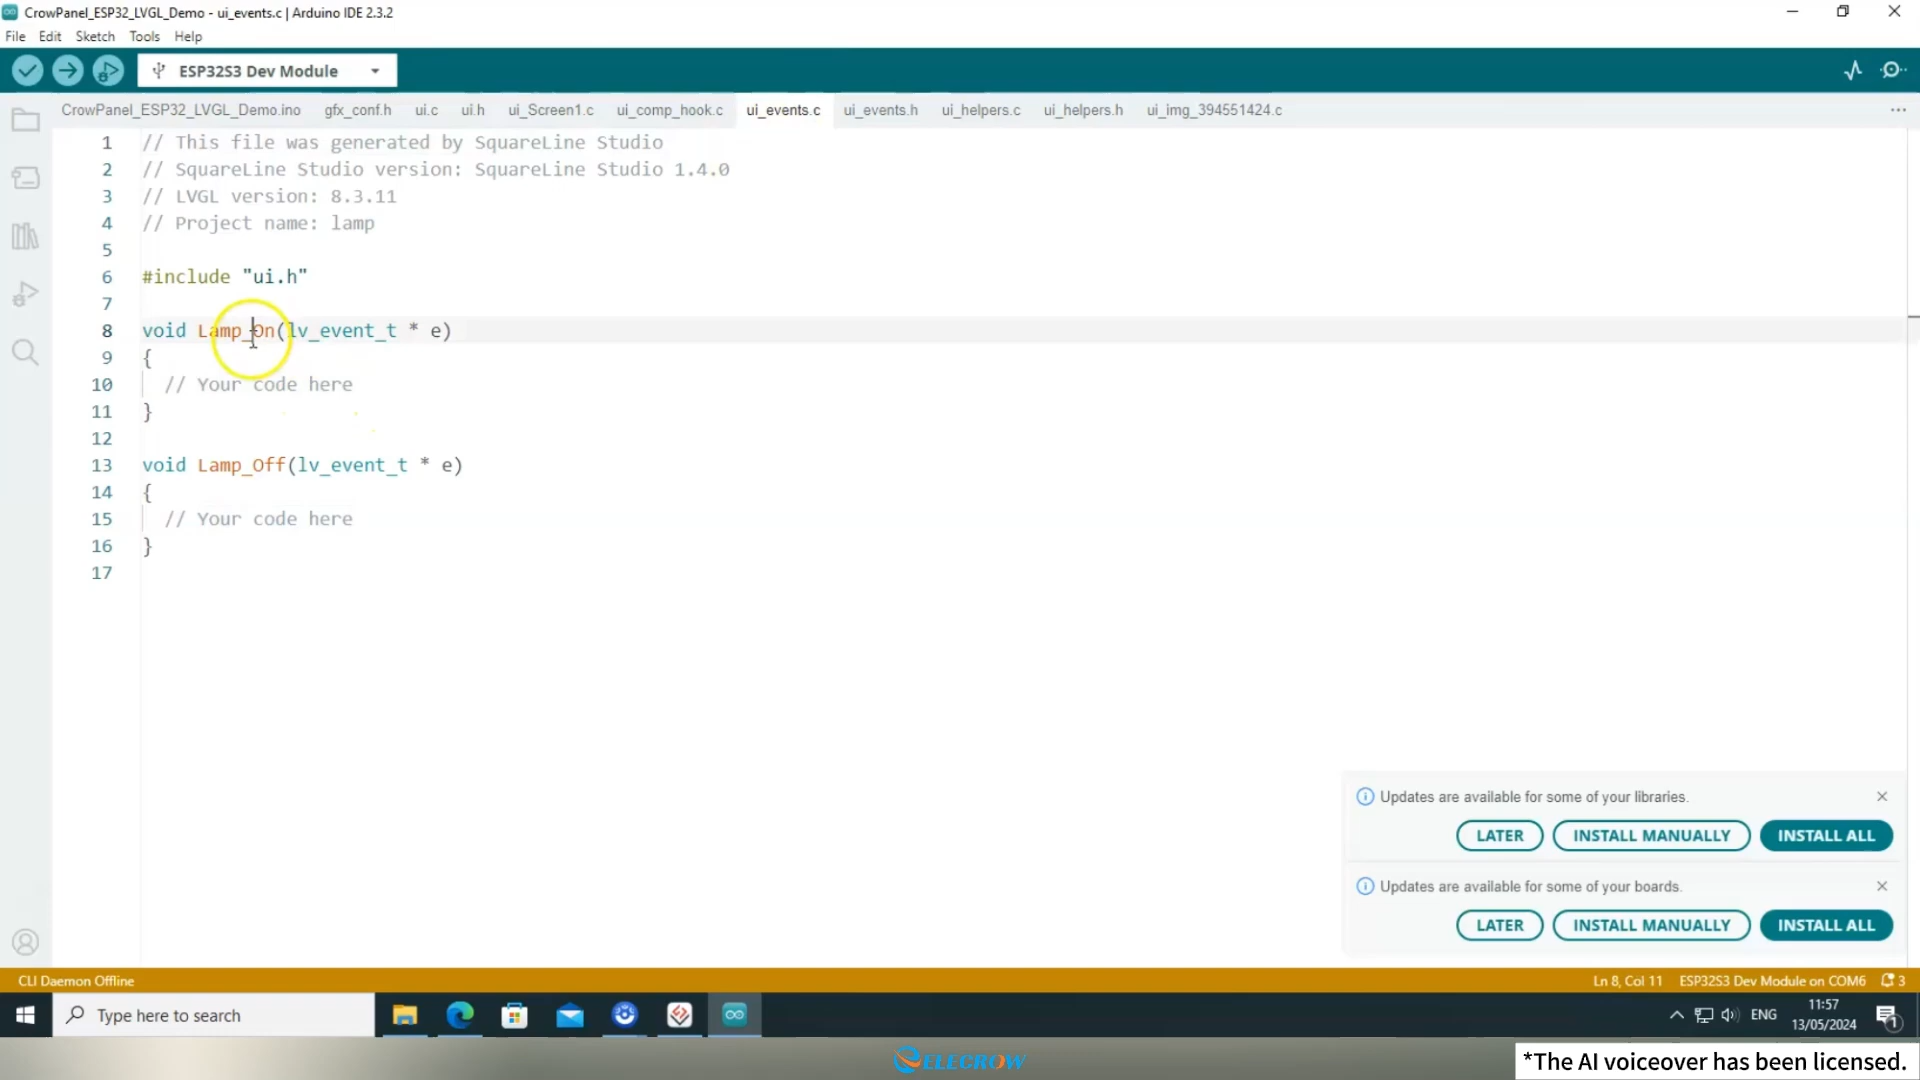 CrowPanel_ESP32_LVGL_Demo - ui_events.c | Arduino IDE 2.3.2
File Edit Sketch Tools Help
ESP32S3 Dev Module
CrowPanel_ESP32_LVGL_Demo.ino gfx_conf.h ui.c ui.h ui_Screen1.c ui_comp_hook.c ui_events.c ui_events.h ui_helpers.c ui_helpers.h ui_img_394551424.c
1 // This file was generated by SquareLine Studio
2 // SquareLine Studio version: SquareLine Studio 1.4.0
3 // LVGL version: 8.3.11
4 // Project name: lamp
5
6 #include "ui.h"
7
8 void Lamp_On(lv_event_t * e)
9 {
10 // Your code here
11 }
12
13 void Lamp_Off(lv_event_t * e)
14 {
15 // Your code here
16 }
17
Updates are available for some of your libraries.
LATER INSTALL MANUALLY INSTALL ALL
Updates are available for some of your boards.
LATER INSTALL MANUALLY INSTALL ALL
CLI Daemon Offline Ln 8, Col 11 ESP32S3 Dev Module on COM6 3
Type here to search ENG 11:57
13/05/2024 1
ELECROW
*The AI voiceover has been licensed.